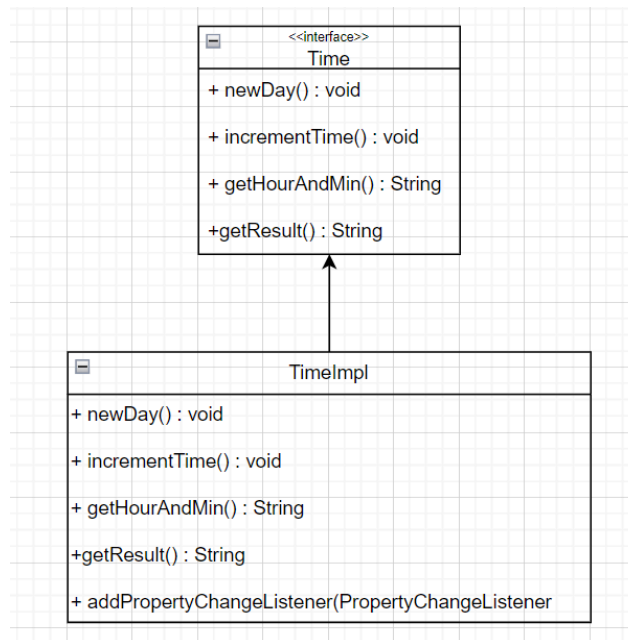 <<interface>>
Time
+ newDay() : void
+ incrementTime() : void
+ getHourAndMin() : String
+getResult() : String
TimeImpl
+ newDay() : void
+ incrementTime() : void
+ getHourAndMin() : String
+getResult() : String
+ addPropertyChangeListener(PropertyChangeListener